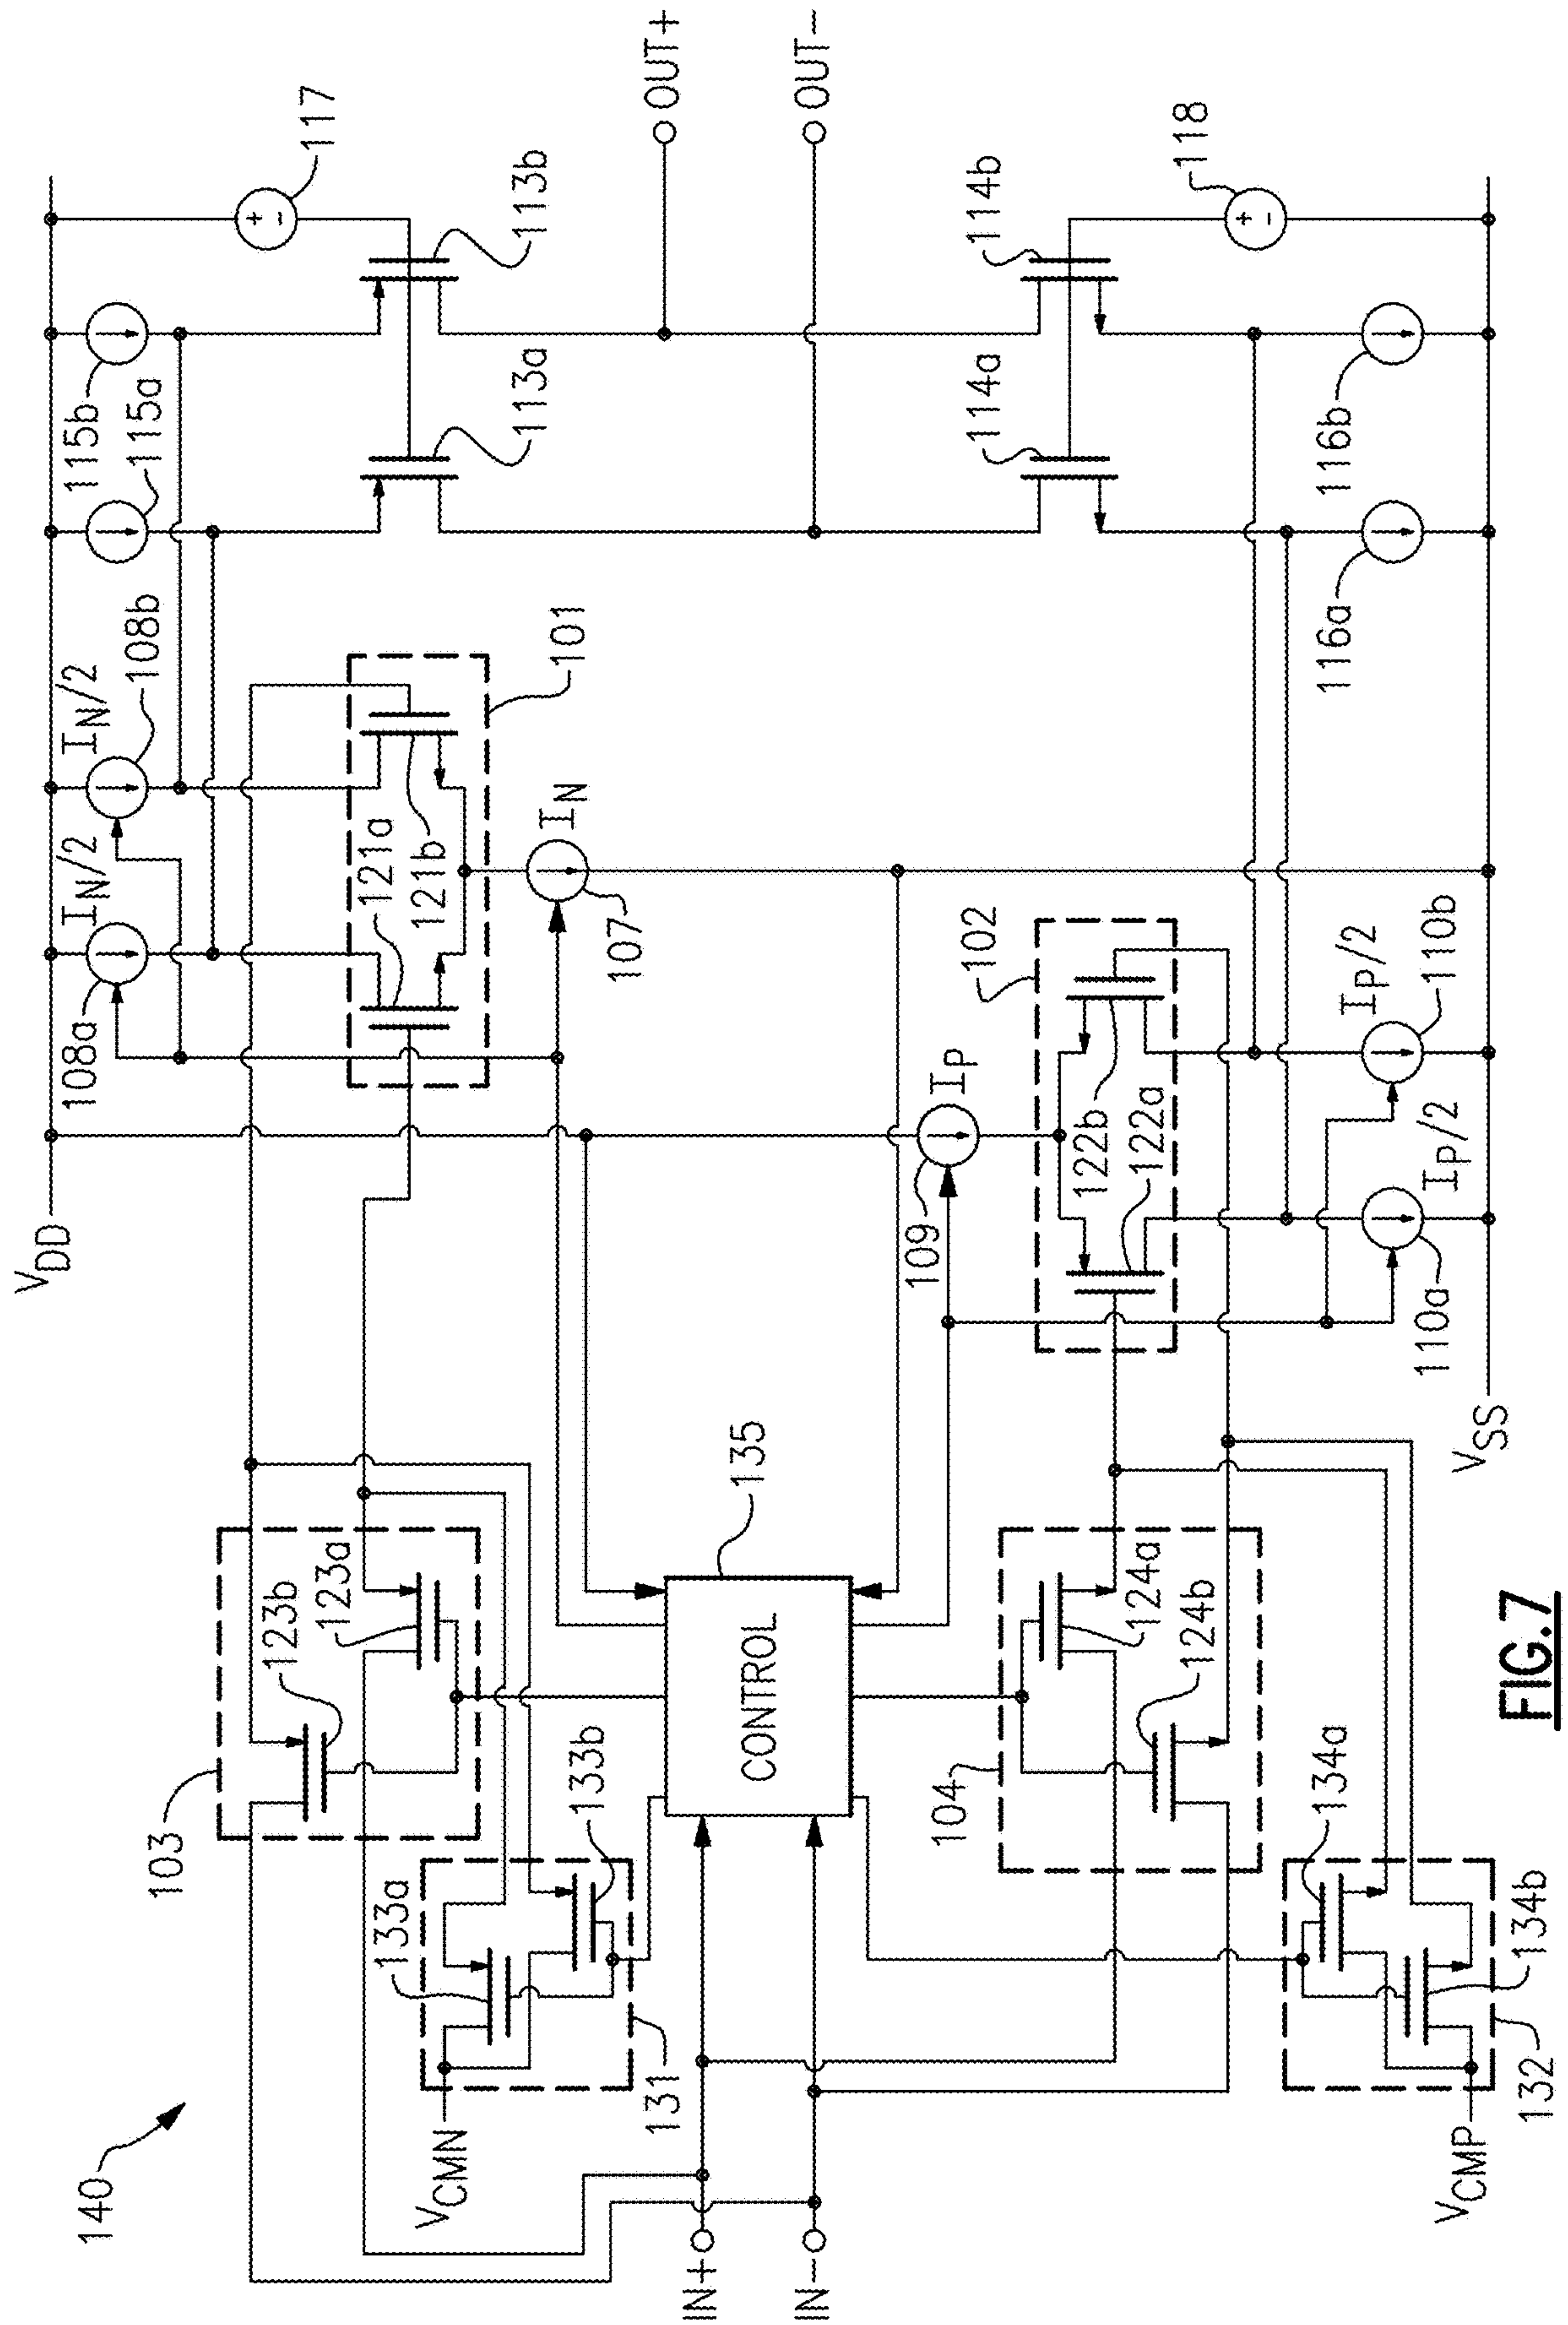 140
V_DD
I_N/2
I_N/2
108a
108b
115b
115a
117
103
123b
123a
121a
121b
101
113a
113b
V_CMN
133a
133b
131
I_N
107
OUT+
IN+
CONTROL
135
IN−
OUT−
109
I_P
102
104
124a
124b
122b
122a
114a
114b
118
134a
134b
132
V_CMP
110a
I_P/2
I_P/2
110b
116a
116b
V_SS
FIG.7